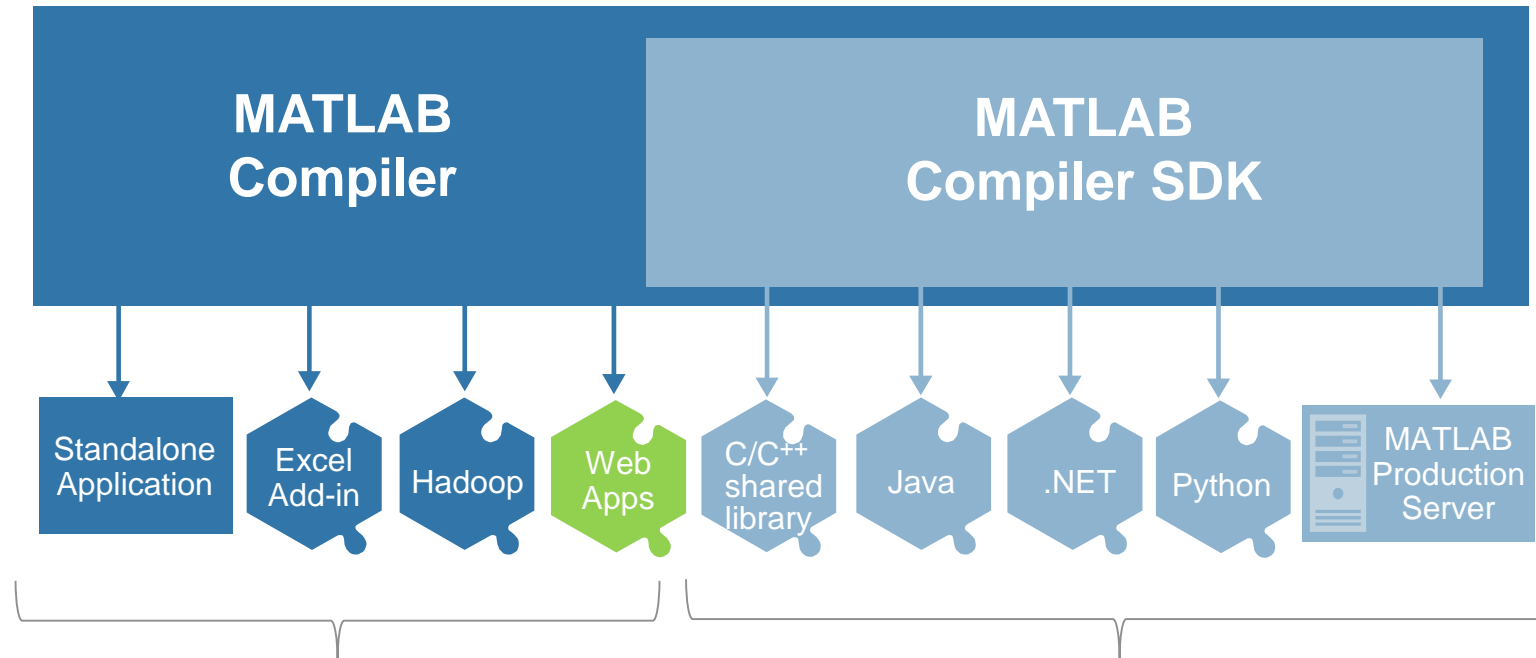 MATLAB
Compiler
MATLAB
Compiler SDK
Standalone
Application
Excel
Add-in
Hadoop
Web
Apps
C/C++
shared
library
Java
.NET
Python
MATLAB
Production
Server